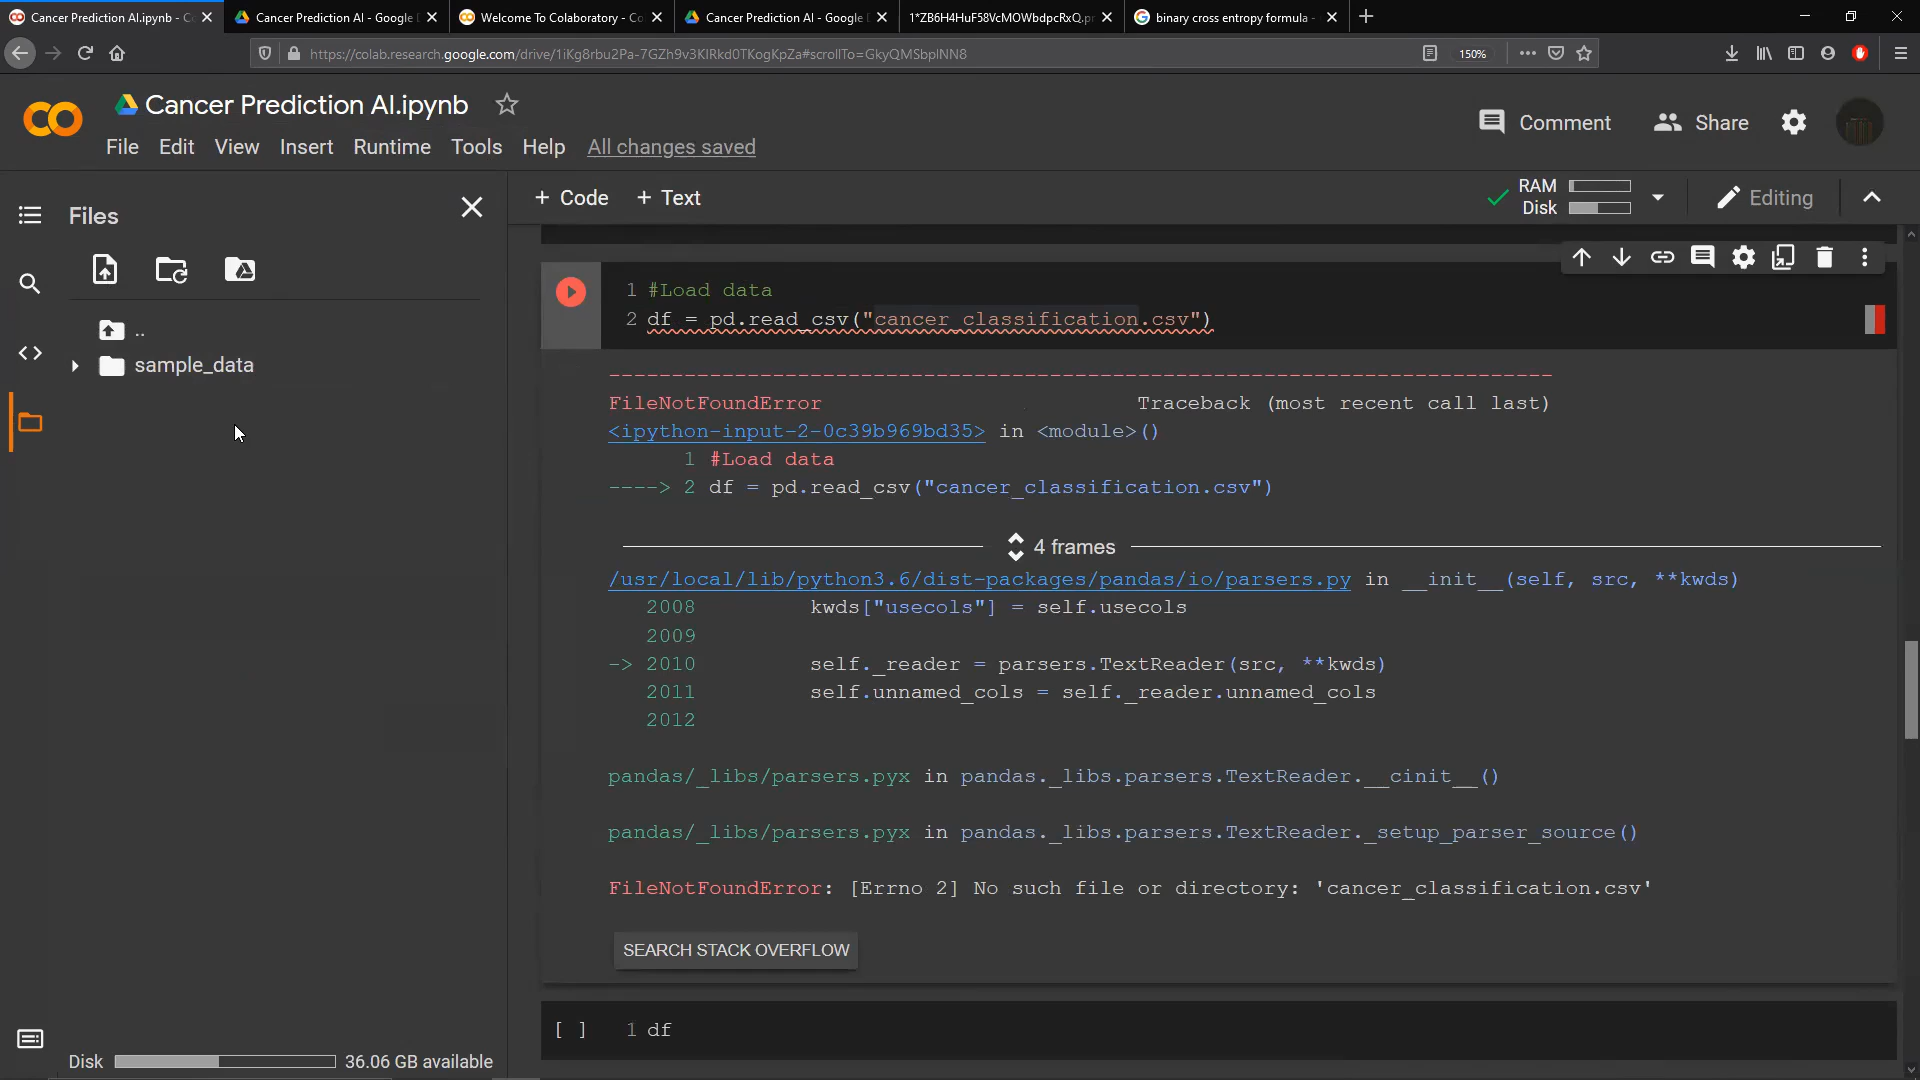 Cancer Prediction AI.ipynb - Co
Cancer Prediction AI - Google D
Welcome To Colaboratory - Co
Cancer Prediction AI - Google D
1*ZB6H4HuF58VcMOWbdpcRxQ.pn
binary cross entropy formula -
https://colab.research.google.com/drive/1iKg8rbu2Pa-7GZh9v3KlRkd0TKogKpZa#scrollTo=GkyQMSbplNN8
150%
Cancer Prediction AI.ipynb
Comment
Share
File Edit View Insert Runtime Tools Help All changes saved
Files
+ Code + Text
RAM
Disk
Editing
..
sample_data
1 #Load data
2 df = pd.read_csv("cancer_classification.csv")
---------------------------------------------------------------------------
FileNotFoundError Traceback (most recent call last)
<ipython-input-2-0c39b969bd35> in <module>()
1 #Load data
----> 2 df = pd.read_csv("cancer_classification.csv")
4 frames
/usr/local/lib/python3.6/dist-packages/pandas/io/parsers.py in __init__(self, src, **kwds)
2008 kwds["usecols"] = self.usecols
2009
-> 2010 self._reader = parsers.TextReader(src, **kwds)
2011 self.unnamed_cols = self._reader.unnamed_cols
2012
pandas/_libs/parsers.pyx in pandas._libs.parsers.TextReader.__cinit__()
pandas/_libs/parsers.pyx in pandas._libs.parsers.TextReader._setup_parser_source()
FileNotFoundError: [Errno 2] No such file or directory: 'cancer_classification.csv'
SEARCH STACK OVERFLOW
[ ] 1 df
Disk 36.06 GB available